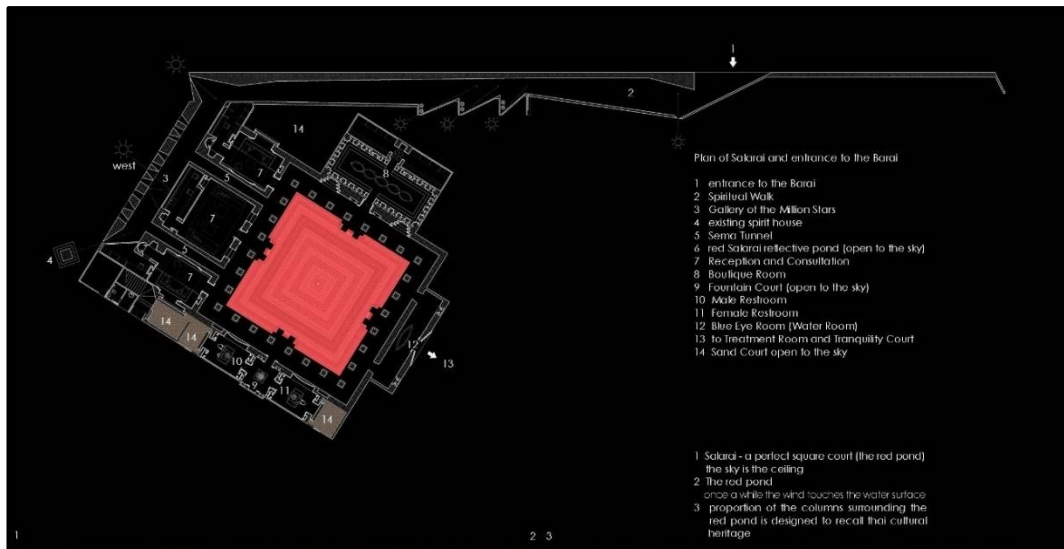 1
2
14
8
west
3
5
7
7
4
5
7
14
14
10
9
11
12
13
14
Plan of Salarai and entrance to the Barai
1 entrance to the Barai
2 Spiritual Walk
3 Gallery of the Million Stars
4 existing spirit house
5 Sema Tunnel
6 red Salarai reflective pond (open to the sky)
7 Reception and Consultation
8 Boutique Room
9 Fountain Court (open to the sky)
10 Male Restroom
11 Female Restroom
12 Blue Eye Room (Water Room)
13 to Treatment Room and Tranquility Court
14 Sand Court open to the sky
1 Salarai - a perfect square court (the red pond)
the sky is the ceiling
2 The red pond
once a while the wind touches the water surface
3 proportion of the columns surrounding the
red pond is designed to recall thai cultural
heritage
1
2 3